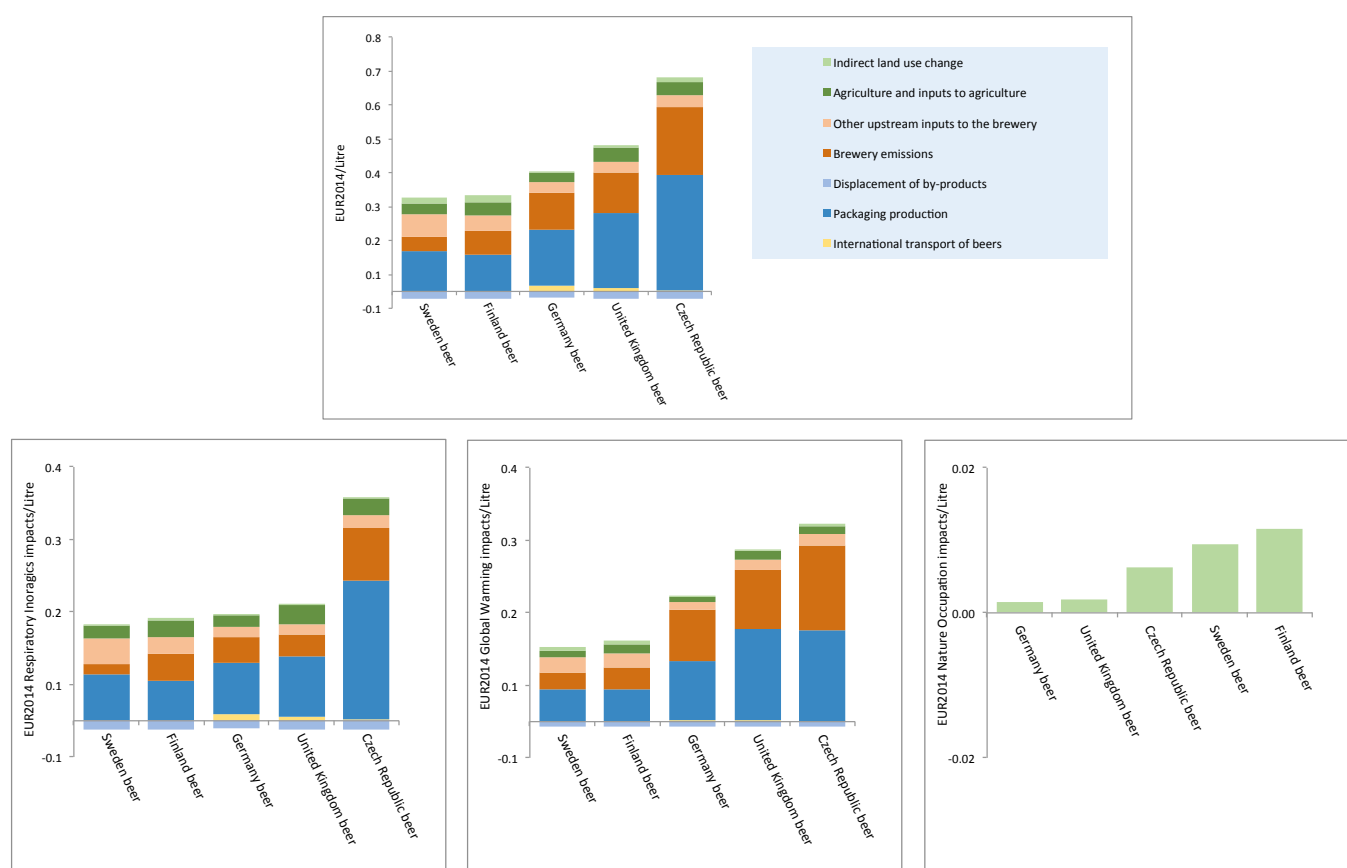 0.8
0.7
0.6
0.5
0.4
0.3
0.2
0.1
-0.1
EUR2014/Litre
Sweden beer
Finland beer
Germany beer
United Kingdom beer
Czech Republic beer
Indirect land use change
Agriculture and inputs to agriculture
Other upstream inputs to the brewery
Brewery emissions
Displacement of by-products
Packaging production
International transport of beers
0.4
0.3
0.2
0.1
-0.1
EUR2014 Respiratory Inoragics impacts/Litre
Sweden beer
Finland beer
Germany beer
United Kingdom beer
Czech Republic beer
0.4
0.3
0.2
0.1
-0.1
EUR2014 Global Warming impacts/Litre
Sweden beer
Finland beer
Germany beer
United Kingdom beer
Czech Republic beer
0.02
0.00
-0.02
EUR2014 Nature Occupation impacts/Litre
Germany beer
United Kingdom beer
Czech Republic beer
Sweden beer
Finland beer